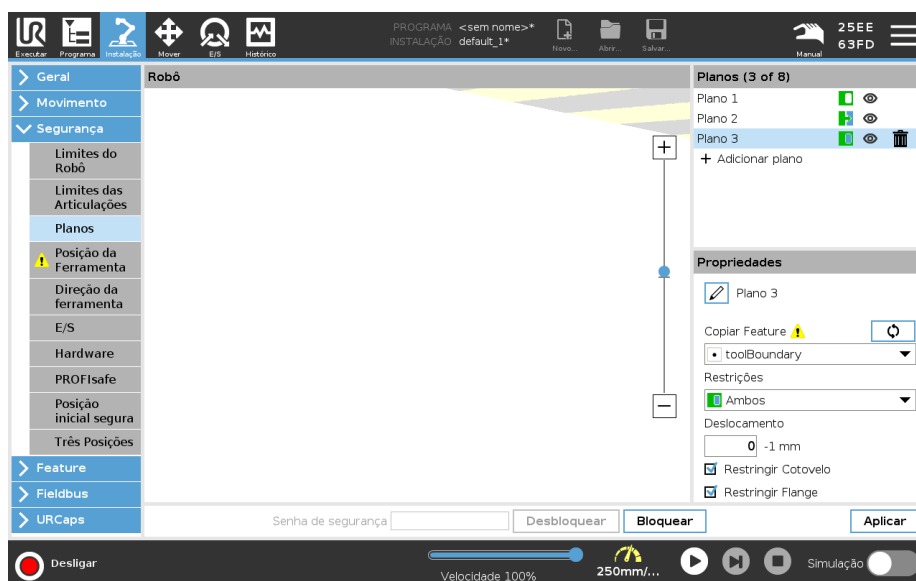 Executar Programa Instalação Mover E/S Histórico
PROGRAMA <sem nome>*
INSTALAÇÃO default_1*
Novo... Abrir... Salvar...
Manual
25EE
63FD
Geral
Movimento
Segurança
Limites do
Robô
Limites das
Articulações
Planos
Posição da
Ferramenta
Direção da
ferramenta
E/S
Hardware
PROFIsafe
Posição
inicial segura
Três Posições
Feature
Fieldbus
URCaps
Robô
Senha de segurança
Desbloquear
Bloquear
Planos (3 of 8)
Plano 1
Plano 2
Plano 3
+ Adicionar plano
Propriedades
Plano 3
Copiar Feature
toolBoundary
Restrições
Ambos
Deslocamento
0 -1 mm
Restringir Cotovelo
Restringir Flange
Aplicar
Desligar
Velocidade 100%
250mm/...
Simulação